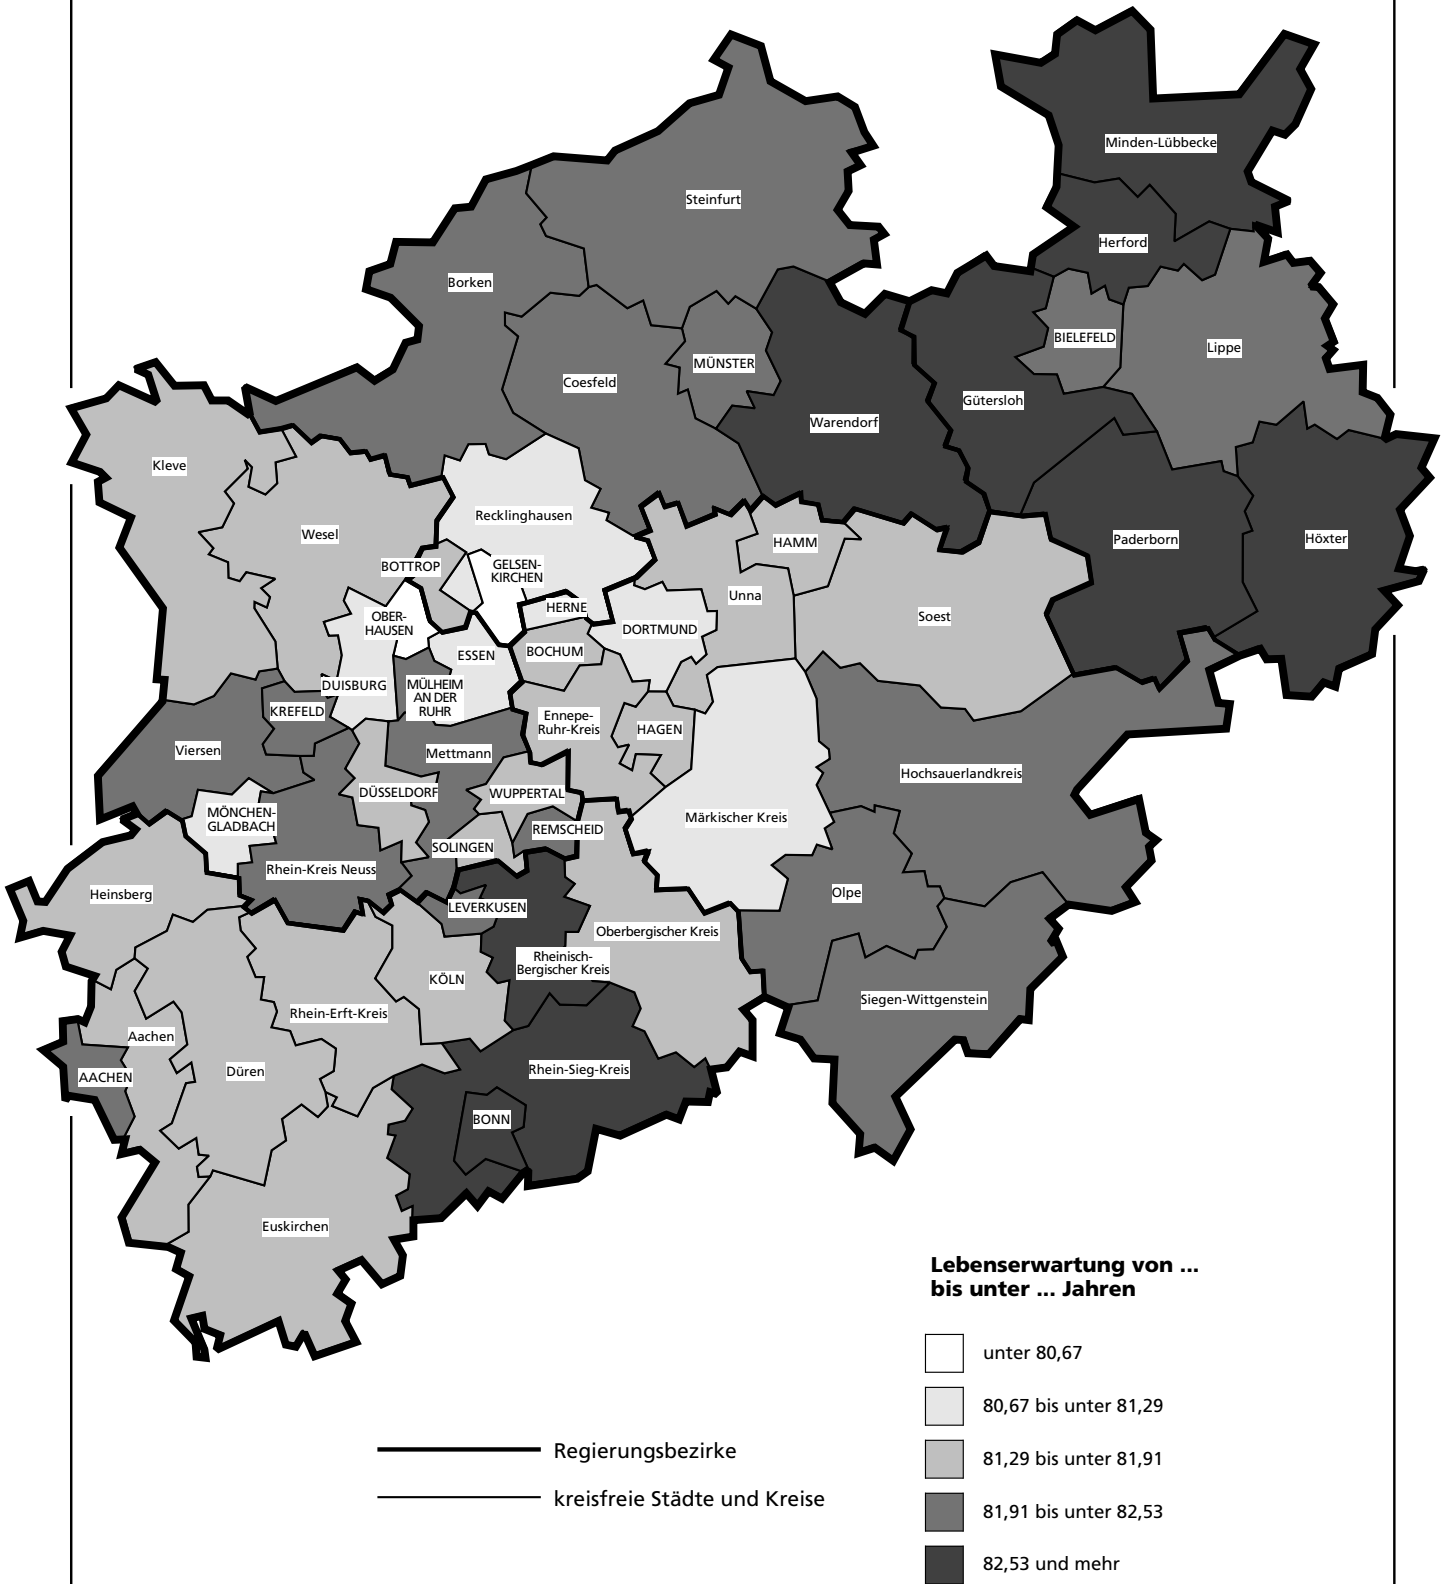 Minden-Lübbecke
Steinfurt
Herford
Borken
BIELEFELD
Lippe
MÜNSTER
Coesfeld
Gütersloh
Warendorf
Kleve
Recklinghausen
Wesel
HAMM
Paderborn
Höxter
BOTTROP
GELSEN-
KIRCHEN
Unna
HERNE
Soest
OBER-
HAUSEN
DORTMUND
BOCHUM
ESSEN
DUISBURG
MÜLHEIM
AN DER
RUHR
KREFELD
Ennepe-
Ruhr-Kreis
HAGEN
Viersen
Mettmann
Hochsauerlandkreis
DÜSSELDORF
WUPPERTAL
MÖNCHEN-
GLADBACH
Märkischer Kreis
REMSCHEID
SOLINGEN
Rhein-Kreis Neuss
Heinsberg
Olpe
LEVERKUSEN
Oberbergischer Kreis
Rheinisch-
Bergischer Kreis
KÖLN
Siegen-Wittgenstein
Rhein-Erft-Kreis
Aachen
Düren
Rhein-Sieg-Kreis
AACHEN
BONN
Euskirchen
Lebenserwartung von ...
bis unter ... Jahren
unter 80,67
80,67 bis unter 81,29
81,29 bis unter 81,91
81,91 bis unter 82,53
82,53 und mehr
Regierungsbezirke
kreisfreie Städte und Kreise